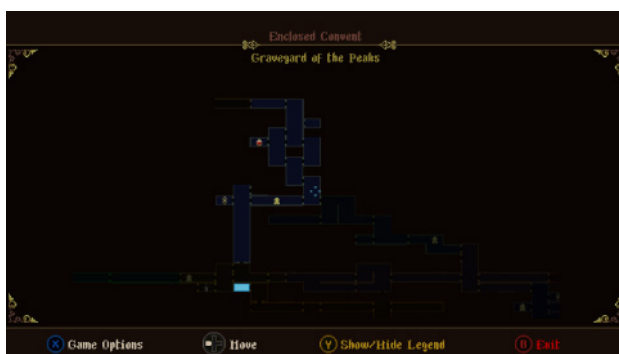 Enclosed Convent
Graveyard of the Peaks
X Game Options
Move
Y Show/Hide Legend
B Exit